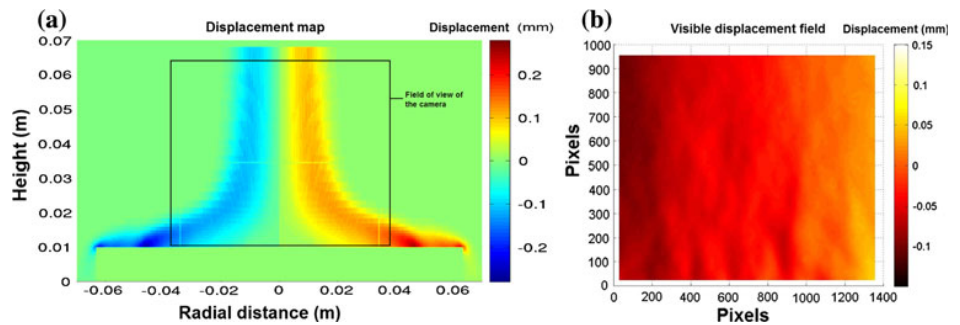 (a)
Displacement map
Displacement (mm)
0.07
0.06
0.05
0.04
0.03
0.02
0.01
0
Height (m)
Field of view of
the camera
-0.06 -0.04 -0.02 0 0.02 0.04 0.06
Radial distance (m)
0.2
0.1
0
-0.1
-0.2
(b)
Visible displacement field
Displacement (mm)
1000
900
800
700
600
500
400
300
200
100
0
Pixels
0 200 400 600 800 1000 1200 1400
Pixels
0.15
0.1
0.05
0
-0.05
-0.1